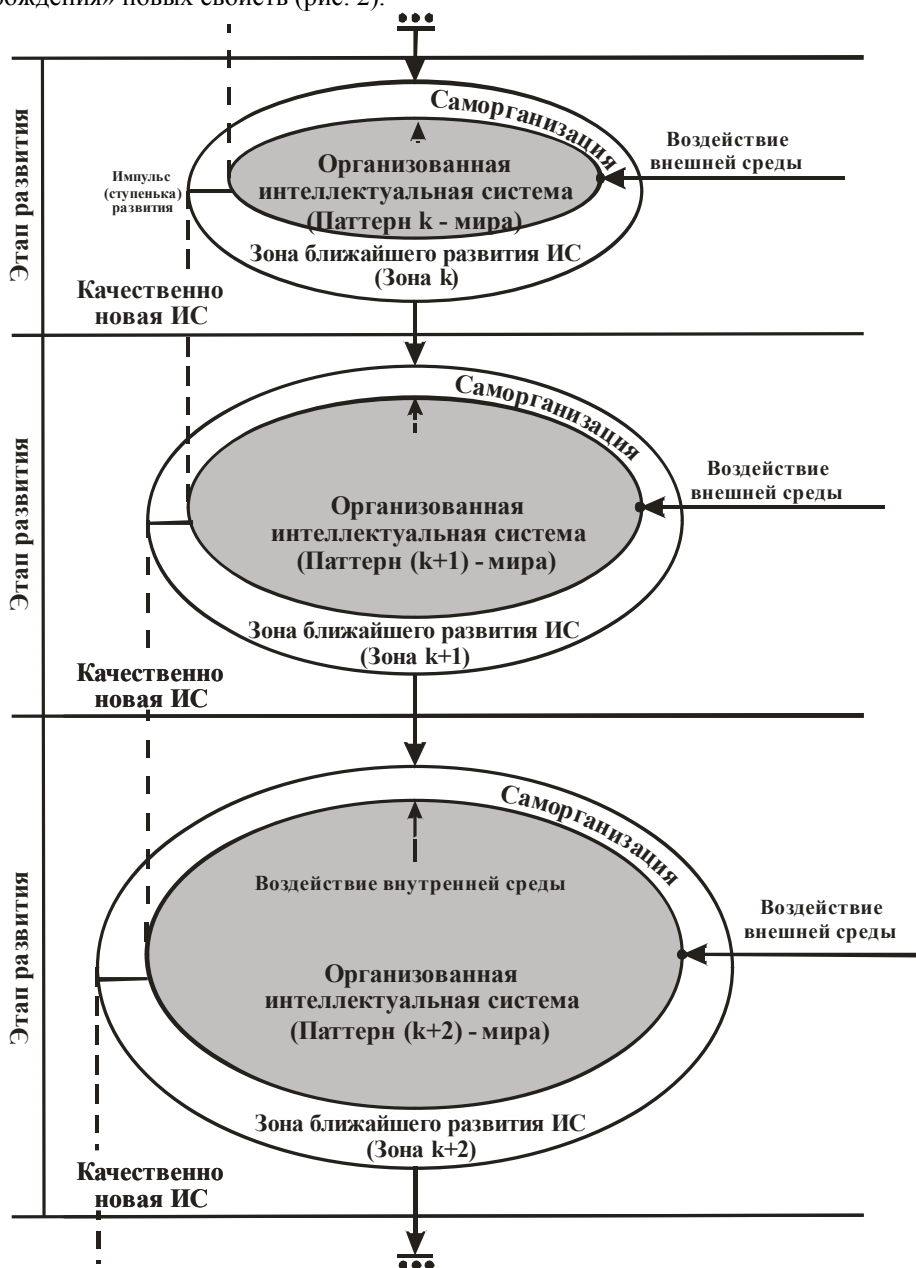 рождения» новых свойств (рис. 2).
Этап развития
Саморганизация
Воздействие
внешней среды
Организованная
интеллектуальная система
(Паттерн k - мира)
Импульс
(ступенька)
развития
Зона ближайшего развития ИС
(Зона k)
Качественно
новая ИС
Этап развития
Саморганизация
Воздействие
внешней среды
Организованная
интеллектуальная система
(Паттерн (k+1) - мира)
Зона ближайшего развития ИС
(Зона k+1)
Качественно
новая ИС
Этап развития
Саморганизация
Воздействие внутренней среды
Воздействие
внешней среды
Организованная
интеллектуальная система
(Паттерн (k+2) - мира)
Зона ближайшего развития ИС
(Зона k+2)
Качественно
новая ИС